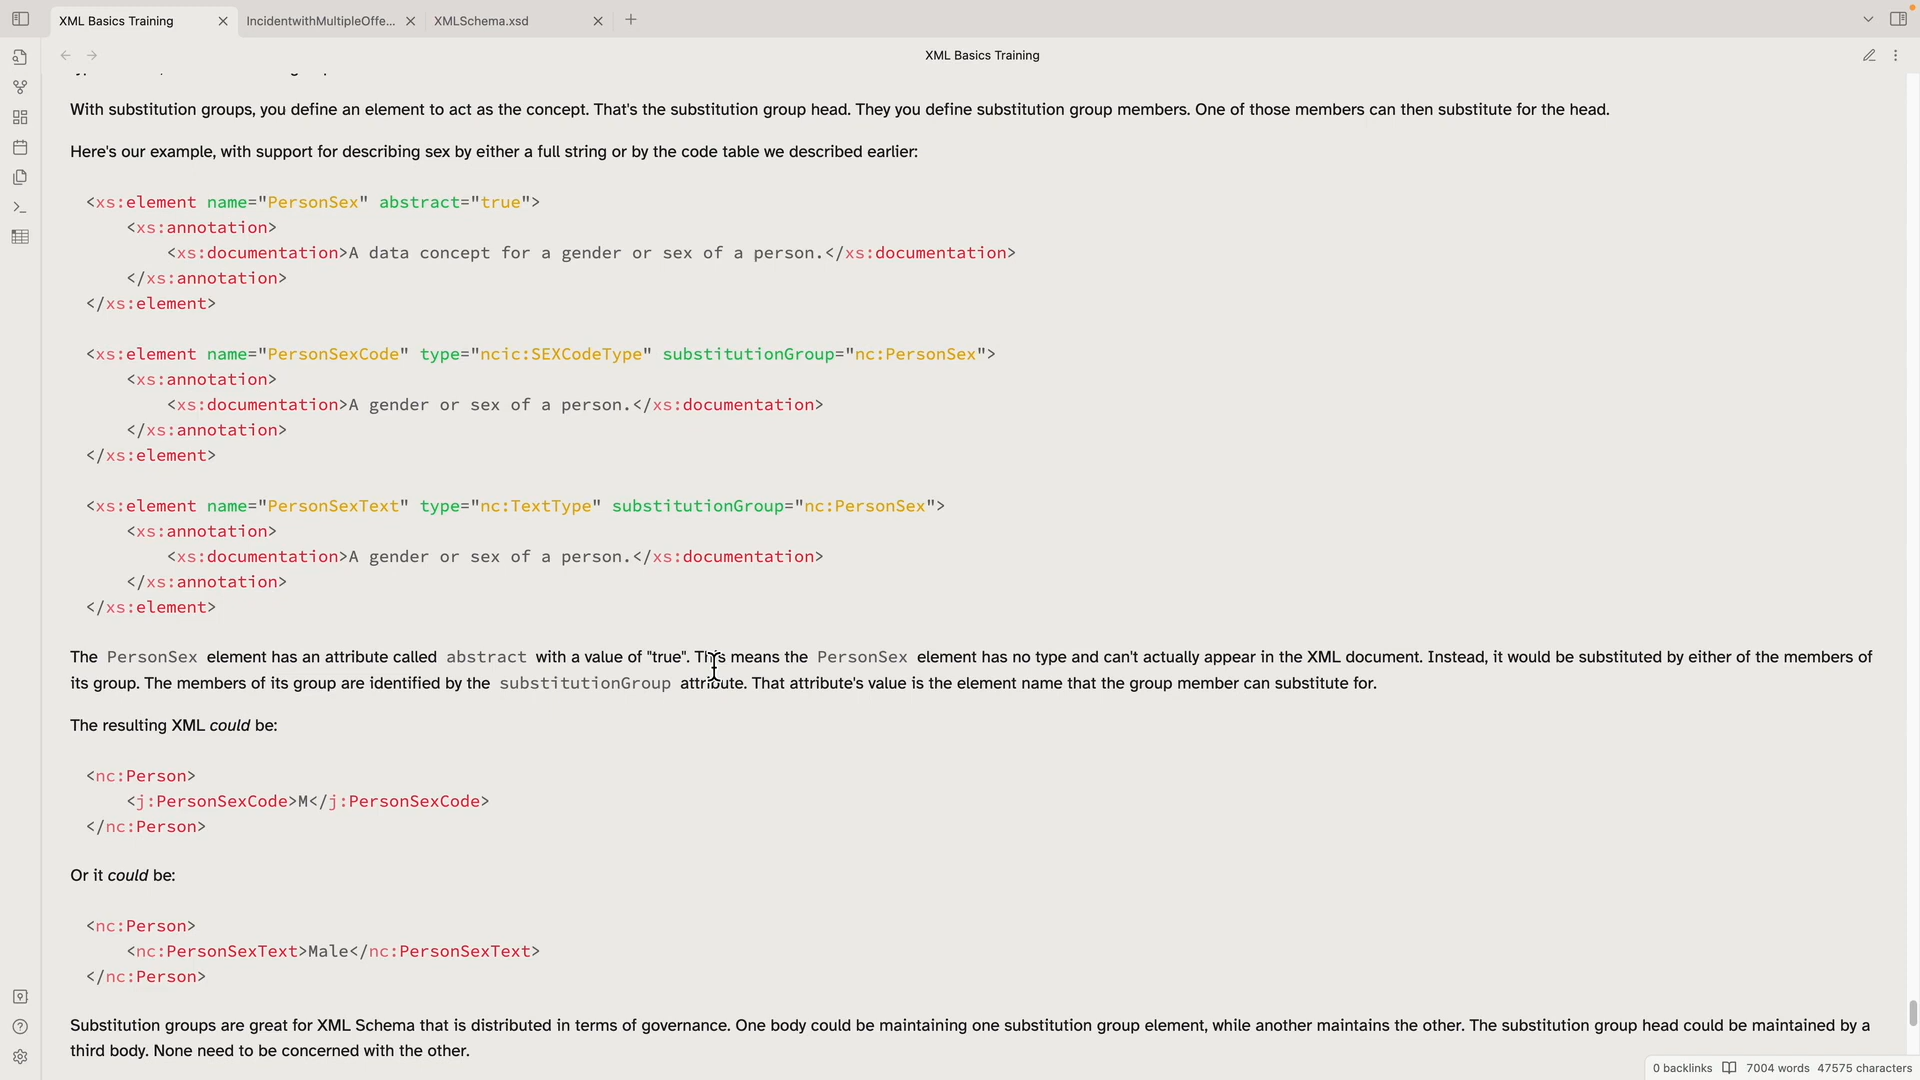 XML Basics Training
IncidentwithMultipleOffe...
XMLSchema.xsd
XML Basics Training
With substitution groups, you define an element to act as the concept. That's the substitution group head. They you define substitution group members. One of those members can then substitute for the head.
Here's our example, with support for describing sex by either a full string or by the code table we described earlier:
<xs:element name="PersonSex" abstract="true">
<xs:annotation>
<xs:documentation>A data concept for a gender or sex of a person.</xs:documentation>
</xs:annotation>
</xs:element>
<xs:element name="PersonSexCode" type="ncic:SEXCodeType" substitutionGroup="nc:PersonSex">
<xs:annotation>
<xs:documentation>A gender or sex of a person.</xs:documentation>
</xs:annotation>
</xs:element>
<xs:element name="PersonSexText" type="nc:TextType" substitutionGroup="nc:PersonSex">
<xs:annotation>
<xs:documentation>A gender or sex of a person.</xs:documentation>
</xs:annotation>
</xs:element>
The PersonSex element has an attribute called abstract with a value of "true". This means the PersonSex element has no type and can't actually appear in the XML document. Instead, it would be substituted by either of the members of
its group. The members of its group are identified by the substitutionGroup attribute. That attribute's value is the element name that the group member can substitute for.
The resulting XML could be:
<nc:Person>
<j:PersonSexCode>M</j:PersonSexCode>
</nc:Person>
Or it could be:
<nc:Person>
<nc:PersonSexText>Male</nc:PersonSexText>
</nc:Person>
Substitution groups are great for XML Schema that is distributed in terms of governance. One body could be maintaining one substitution group element, while another maintains the other. The substitution group head could be maintained by a
third body. None need to be concerned with the other.
0 backlinks 7004 words 47575 characters